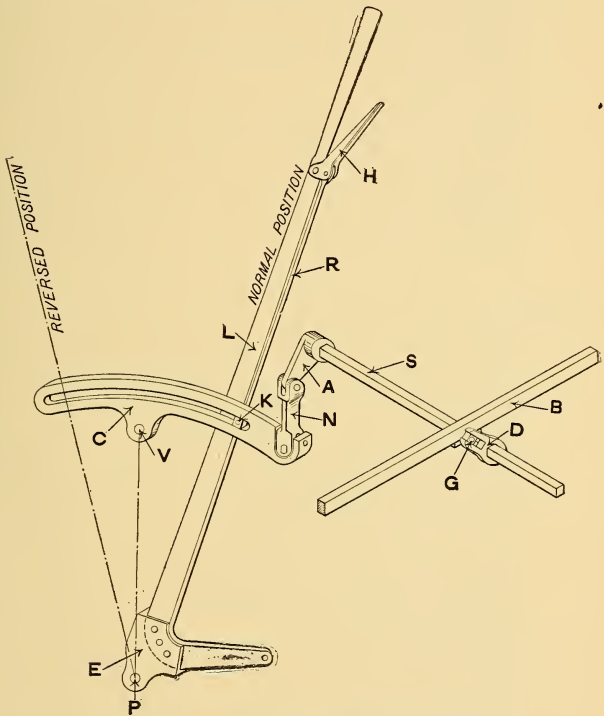 H
REVERSED POSITION
NORMAL POSITION
R
L
S
A
B
K
C
N
V
D
G
E
P